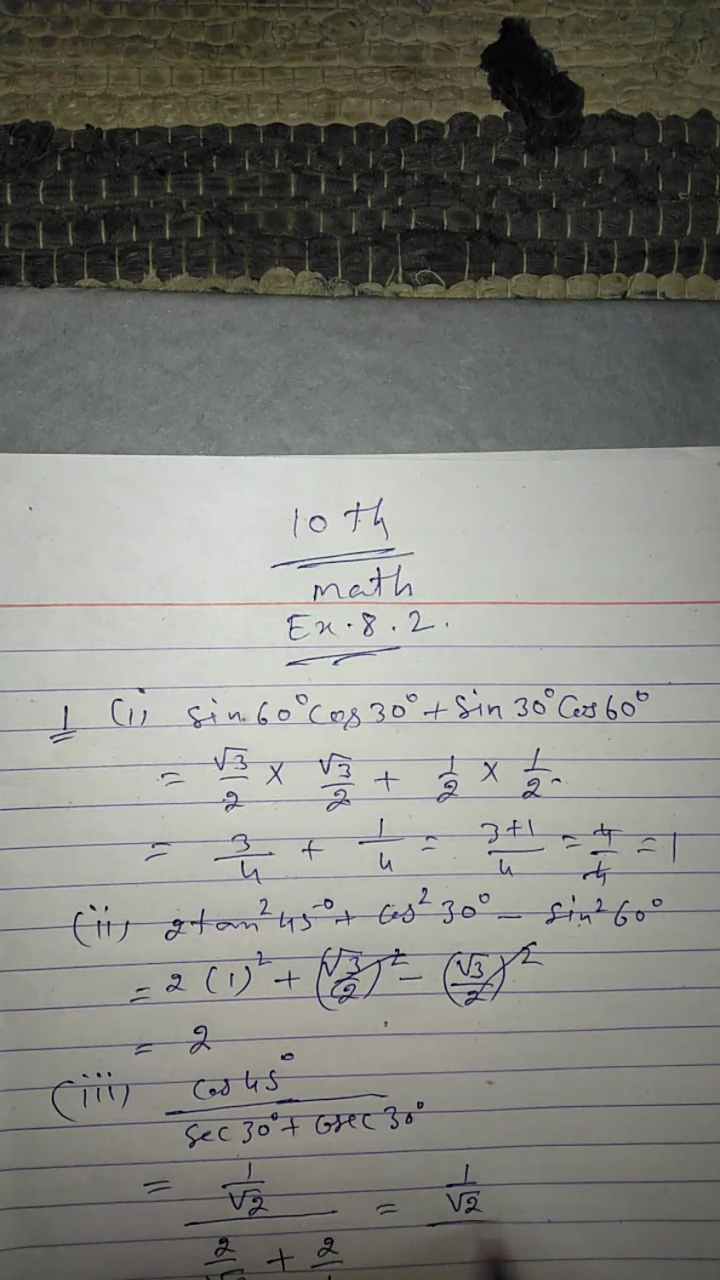 10th
math
Ex. 8.2.
1 (i) Sin 60° Cos 30° + Sin 30° Cos 60°
= √3/2 × √3/2 + 1/2 × 1/2
= 3/4 + 1/4 = 3+1/4 = 4/4 = 1
(ii) 2tan²45° + cos²30° - Sin²60°
= 2(1)² + (√3/2)² - (√3/2)²
= 2
(iii) Cos 45°/Sec 30° + Cosec 30°
= 1/√2 = 1/√2
2 + 2